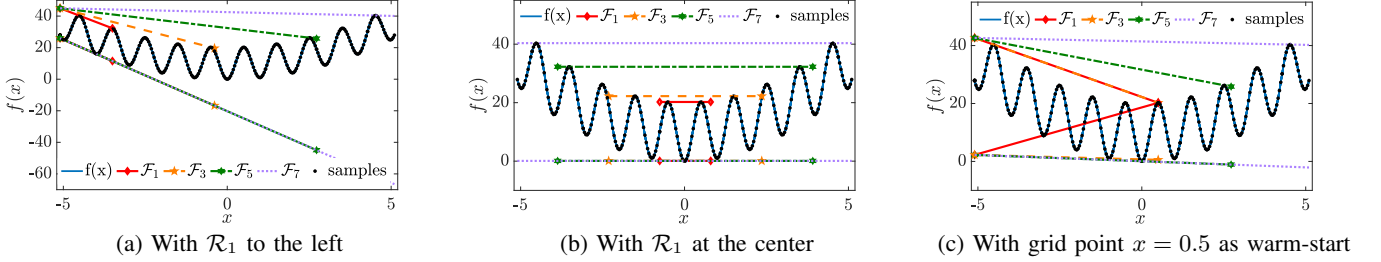 40
20
0
-20
-40
-60
f(x)
f(x) F₁ F₃ F₅ F₇ samples
-5 0 5
x
(a) With R₁ to the left
f(x) F₁ F₃ F₅ F₇ samples
40
20
0
f(x)
-5 0 5
x
(b) With R₁ at the center
f(x) F₁ F₃ F₅ F₇ samples
40
20
0
f(x)
-5 0 5
x
(c) With grid point x = 0.5 as warm-start